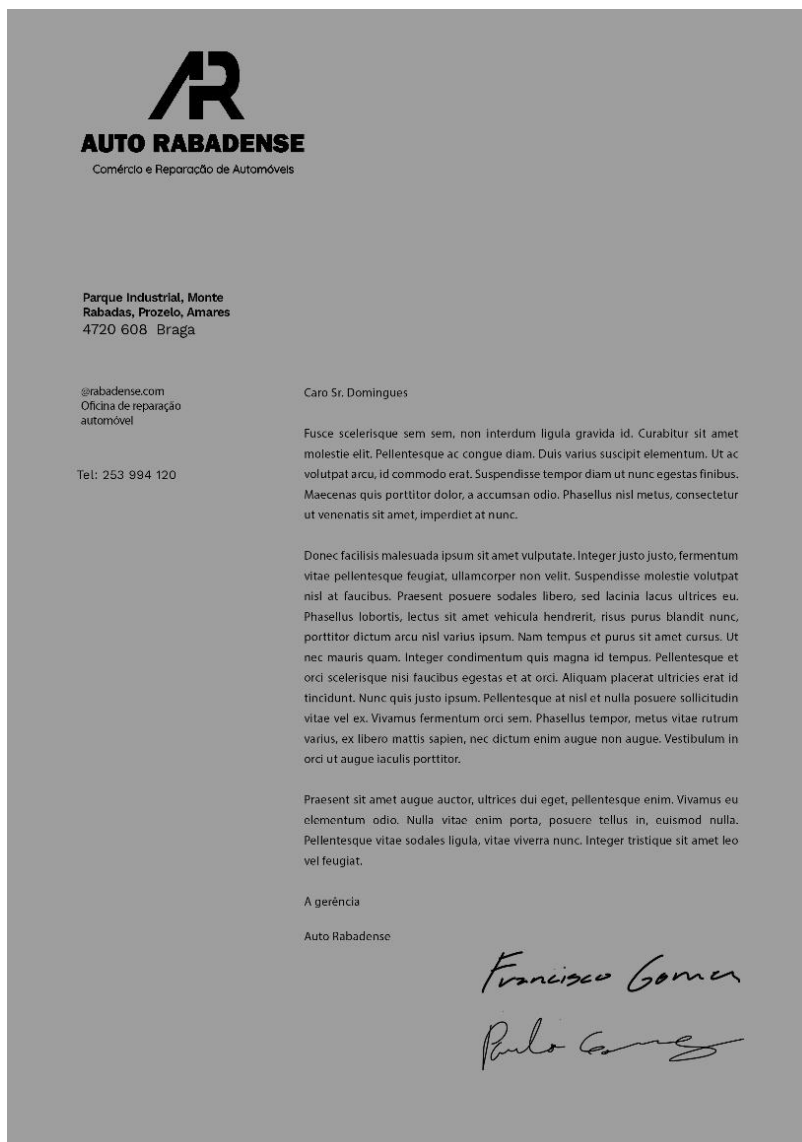 AR
AUTO RABADENSE
Comércio e Reparação de Automóveis
Parque Industrial, Monte
Rabadas, Prozelo, Amares
4720 608 Braga
@rabadense.com
Oficina de reparação
automóvel
Tel: 253 994 120
Caro Sr. Domingues
Fusce scelerisque sem sem, non interdum ligula gravida id. Curabitur sit amet
molestie elit. Pellentesque ac congue diam. Duis varius suscipit elementum. Ut ac
volutpat arcu, id commodo erat. Suspendisse tempor diam ut nunc egestas finibus.
Maecenas quis porttitor dolor, a accumsan odio. Phasellus nisl metus, consectetur
ut venenatis sit amet, imperdiet at nunc.
Donec facilisis malesuada ipsum sit amet vulputate. Integer justo justo, fermentum
vitae pellentesque feugiat, ullamcorper non velit. Suspendisse molestie volutpat
nisl at faucibus. Praesent posuere sodales libero, sed lacinia lacus ultrices eu.
Phasellus lobortis, lectus sit amet vehicula hendrerit, risus purus blandit nunc,
porttitor dictum arcu nisl varius ipsum. Nam tempus et purus sit amet cursus. Ut
nec mauris quam. Integer condimentum quis magna id tempus. Pellentesque et
orci scelerisque nisi faucibus egestas et at orci. Aliquam placerat ultricies erat id
tincidunt. Nunc quis justo ipsum. Pellentesque at nisl et nulla posuere sollicitudin
vitae vel ex. Vivamus fermentum orci sem. Phasellus tempor, metus vitae rutrum
varius, ex libero mattis sapien, nec dictum enim augue non augue. Vestibulum in
orci ut augue iaculis porttitor.
Praesent sit amet augue auctor, ultrices dui eget, pellentesque enim. Vivamus eu
elementum odio. Nulla vitae enim porta, posuere tellus in, euismod nulla.
Pellentesque vitae sodales ligula, vitae viverra nunc. Integer tristique sit amet leo
vel feugiat.
A gerência
Auto Rabadense
Francisco Gomes
Paulo Gomes